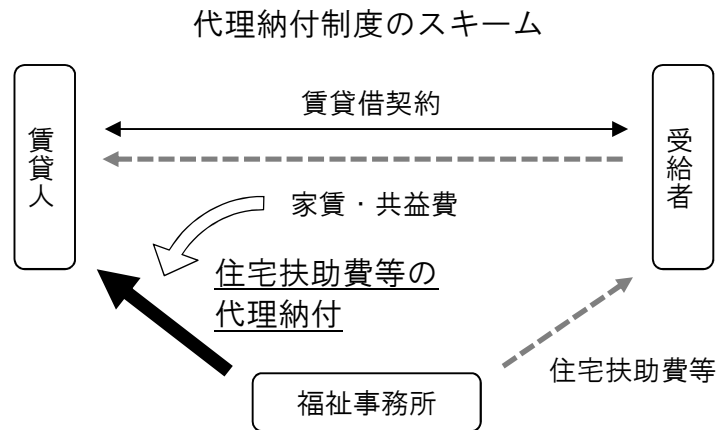 代理納付制度のスキーム
賃貸借契約
賃貸人
受給者
家賃・共益費
住宅扶助費等の
代理納付
住宅扶助費等
福祉事務所